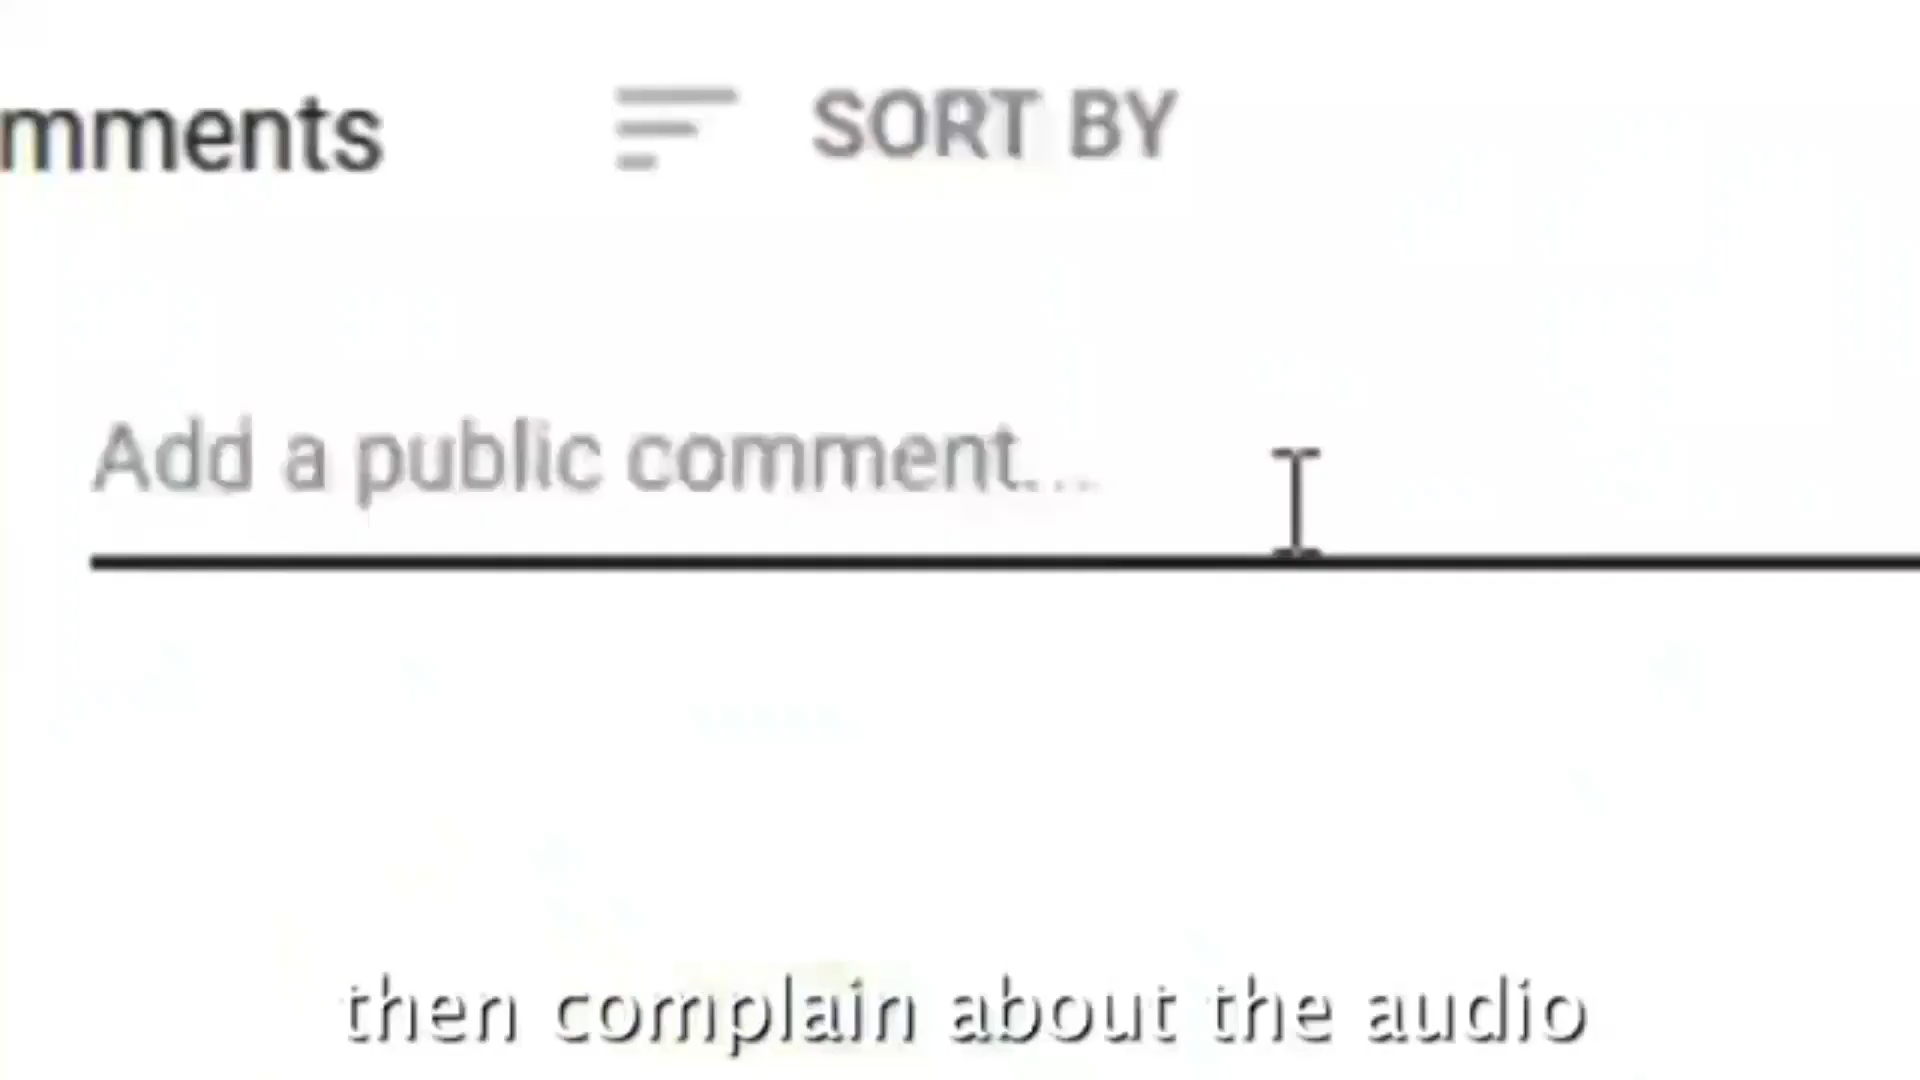 mments
SORT BY
Add a public comment...
then complain about the audio